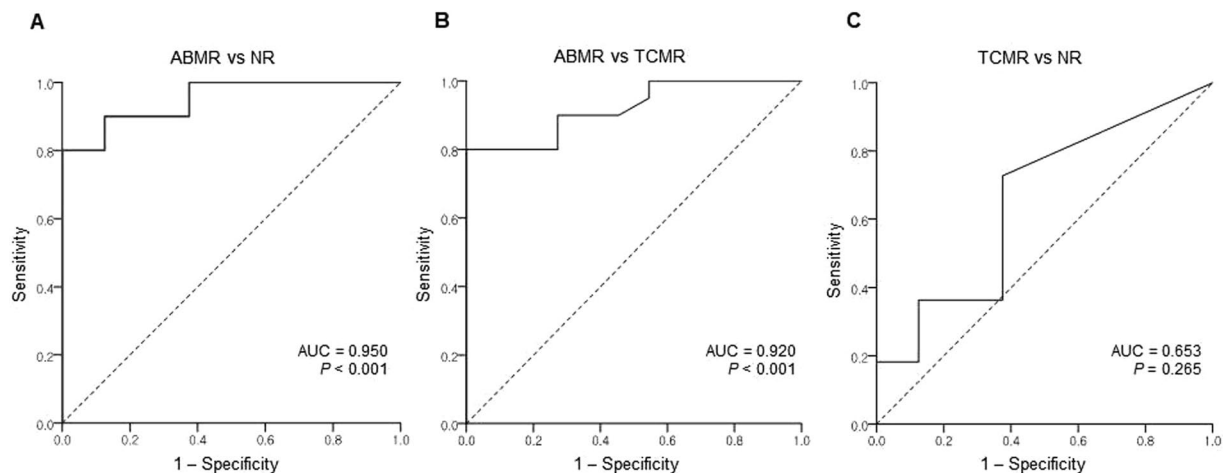 A
ABMR vs NR
1.0
0.8
0.6
0.4
0.2
0.0
Sensitivity
AUC = 0.950
P < 0.001
0.0 0.2 0.4 0.6 0.8 1.0
1 – Specificity
B
ABMR vs TCMR
1.0
0.8
0.6
0.4
0.2
0.0
Sensitivity
AUC = 0.920
P < 0.001
0.0 0.2 0.4 0.6 0.8 1.0
1 – Specificity
C
TCMR vs NR
1.0
0.8
0.6
0.4
0.2
0.0
Sensitivity
AUC = 0.653
P = 0.265
0.0 0.2 0.4 0.6 0.8 1.0
1 – Specificity